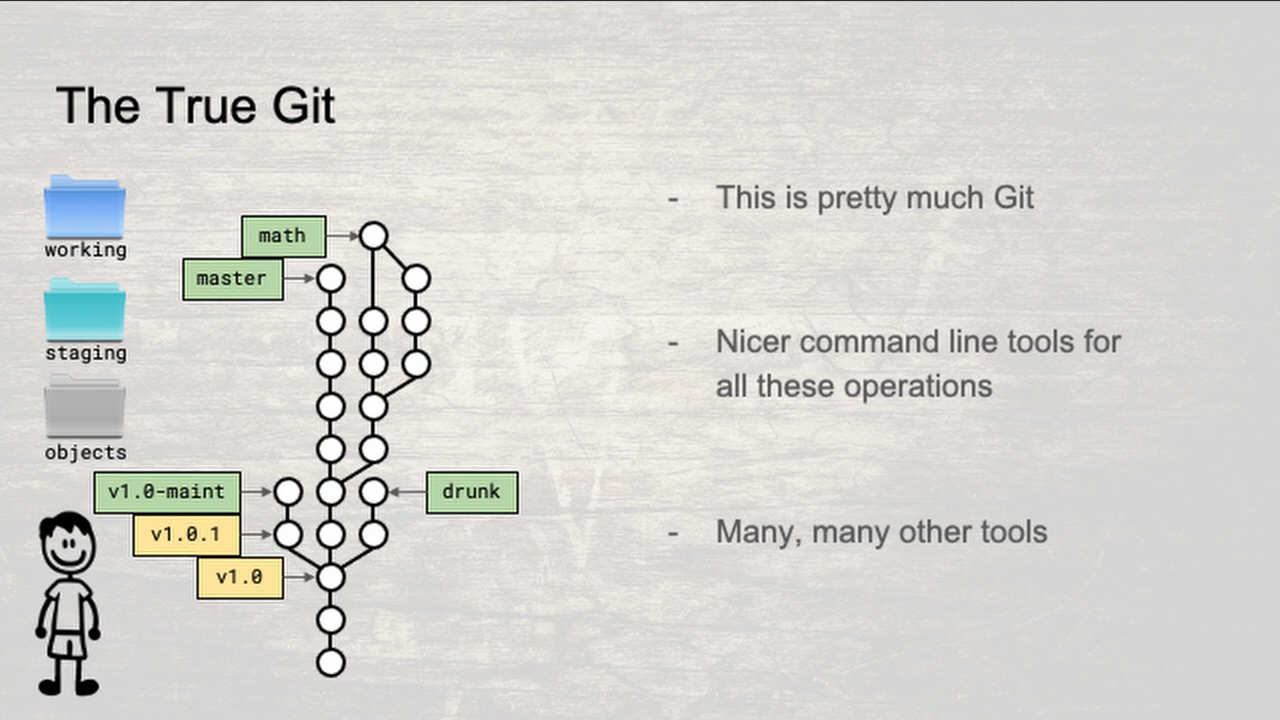 The True Git
working
staging
objects
math
master
v1.0-maint
drunk
v1.0.1
v1.0
- This is pretty much Git
- Nicer command line tools for
all these operations
- Many, many other tools